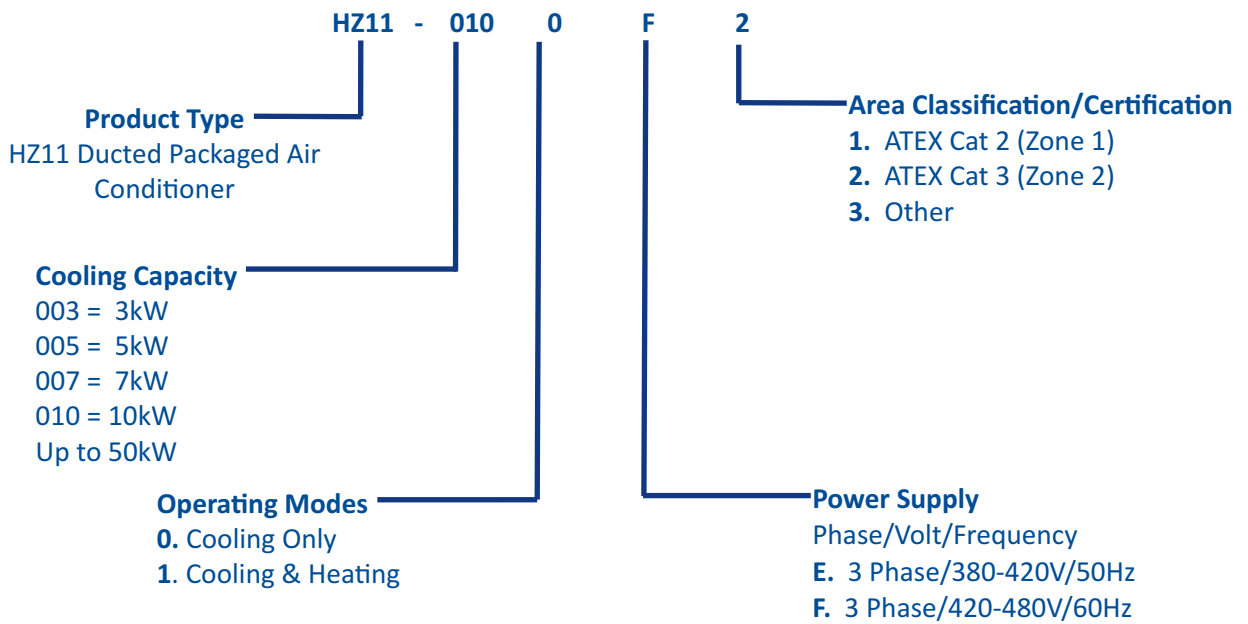 HZ11 - 010 0 F 2
Product Type
HZ11 Ducted Packaged Air
Conditioner
Area Classification/Certification
1. ATEX Cat 2 (Zone 1)
2. ATEX Cat 3 (Zone 2)
3. Other
Cooling Capacity
003 = 3kW
005 = 5kW
007 = 7kW
010 = 10kW
Up to 50kW
Operating Modes
0. Cooling Only
1. Cooling & Heating
Power Supply
Phase/Volt/Frequency
E. 3 Phase/380-420V/50Hz
F. 3 Phase/420-480V/60Hz